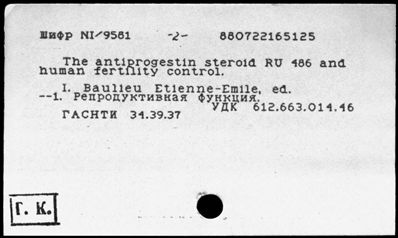 Шифр NI/9581 -2- 880722165125
The antiprogestin steroid RU 486 and
human fertility control.
I. Baulieu Etienne-Emile, ed.
--1. Репродуктивная функция.
УДК 612.663.014.46
ГАСНТИ 34.39.37
Г. К.